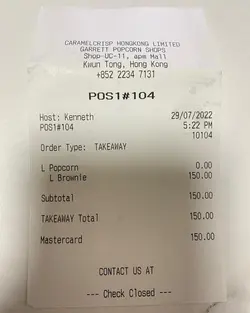 CARAMELCRISP HONGKONG LIMITED
GARRETT POPCORN SHOPS
Shop-UC-11, apm Mall
Kwun Tong, Hong Kong
+852 2234 7131
POS1#104
Host: Kenneth 29/07/2022
POS1#104 5:22 PM
10104
Order Type: TAKEAWAY
L Popcorn 0.00
L Brownie 150.00
Subtotal 150.00
TAKEAWAY Total 150.00
Mastercard 150.00
CONTACT US AT
--- Check Closed ---